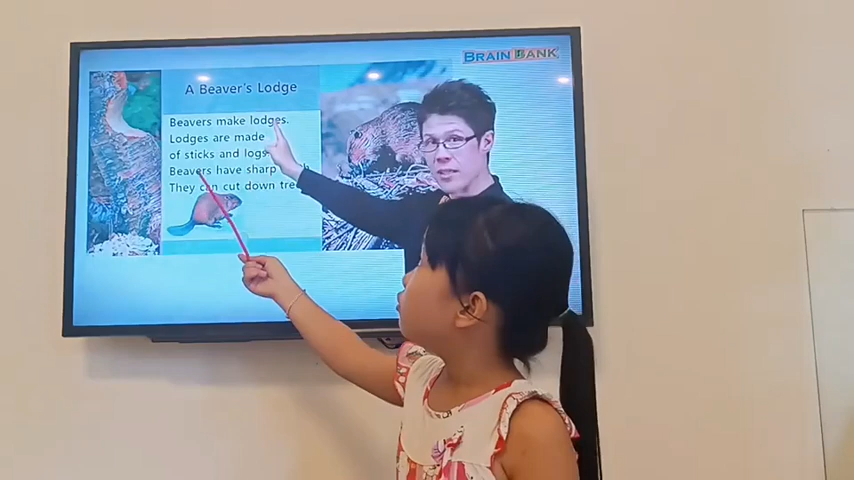 BRAIN BANK
A Beaver's Lodge
Beavers make lodges.
Lodges are made
of sticks and logs.
Beavers have sharp
They can cut down